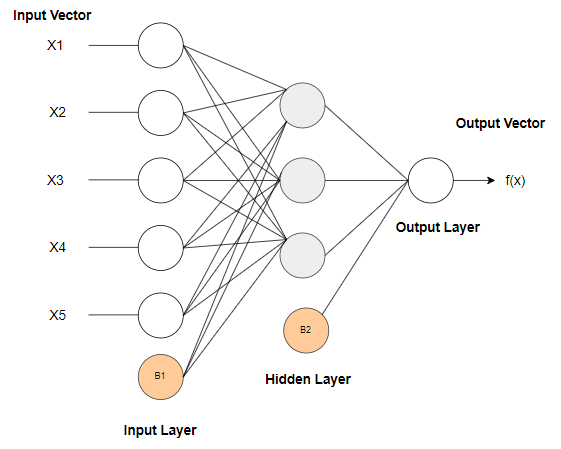 Input Vector
X1
X2
Output Vector
X3
f(x)
Output Layer
X4
X5
B2
B1
Hidden Layer
Input Layer